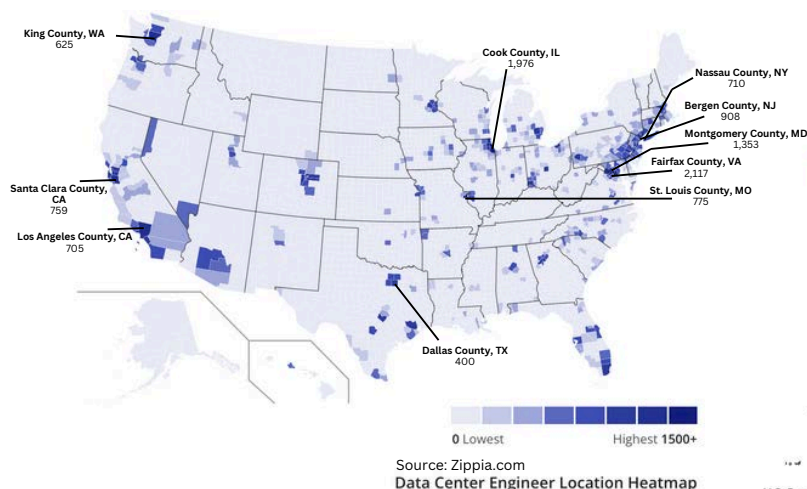 King County, WA
625
Cook County, IL
1,976
Nassau County, NY
710
Bergen County, NJ
908
Montgomery County, MD
1,353
Fairfax County, VA
2,117
St. Louis County, MO
775
Santa Clara County,
CA
759
Los Angeles County, CA
705
Dallas County, TX
400
0 Lowest
Highest 1500+
Source: Zippia.com
Data Center Engineer Location Heatmap